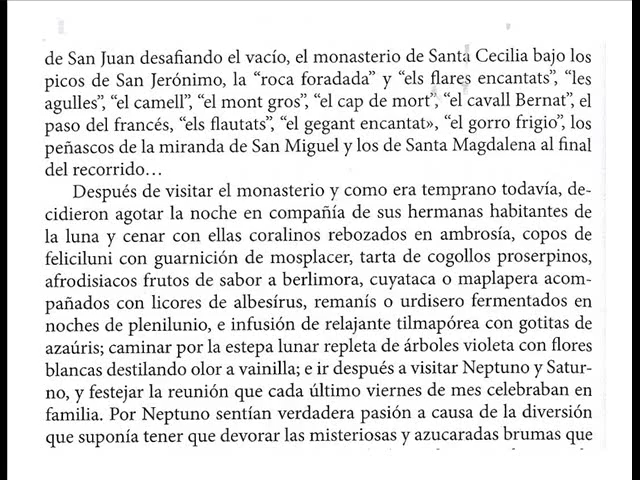 de San Juan desafiando el vacío, el monasterio de Santa Cecilia bajo los
picos de San Jerónimo, la “roca foradada” y “els flares encantats”, “les
agulles”, “el camell”, “el mont gros”, “el cap de mort”, “el cavall Bernat”, el
paso del francés, “els flautats”, “el gegant encantat», “el gorro frigio”, los
peñascos de la miranda de San Miguel y los de Santa Magdalena al final
del recorrido…
Después de visitar el monasterio y como era temprano todavía, de-
cidieron agotar la noche en compañía de sus hermanas habitantes de
la luna y cenar con ellas coralinos rebozados en ambrosía, copos de
feliciluni con guarnición de mosplacer, tarta de cogollos proserpinos,
afrodisiacos frutos de sabor a berlimora, cuyataca o maplapera acom-
pañados con licores de albesírus, remanís o urdisero fermentados en
noches de plenilunio, e infusión de relajante tilmapórea con gotitas de
azaúris; caminar por la estepa lunar repleta de árboles violeta con flores
blancas destilando olor a vainilla; e ir después a visitar Neptuno y Satur-
no, y festejar la reunión que cada último viernes de mes celebraban en
familia. Por Neptuno sentían verdadera pasión a causa de la diversión
que suponía tener que devorar las misteriosas y azucaradas brumas que